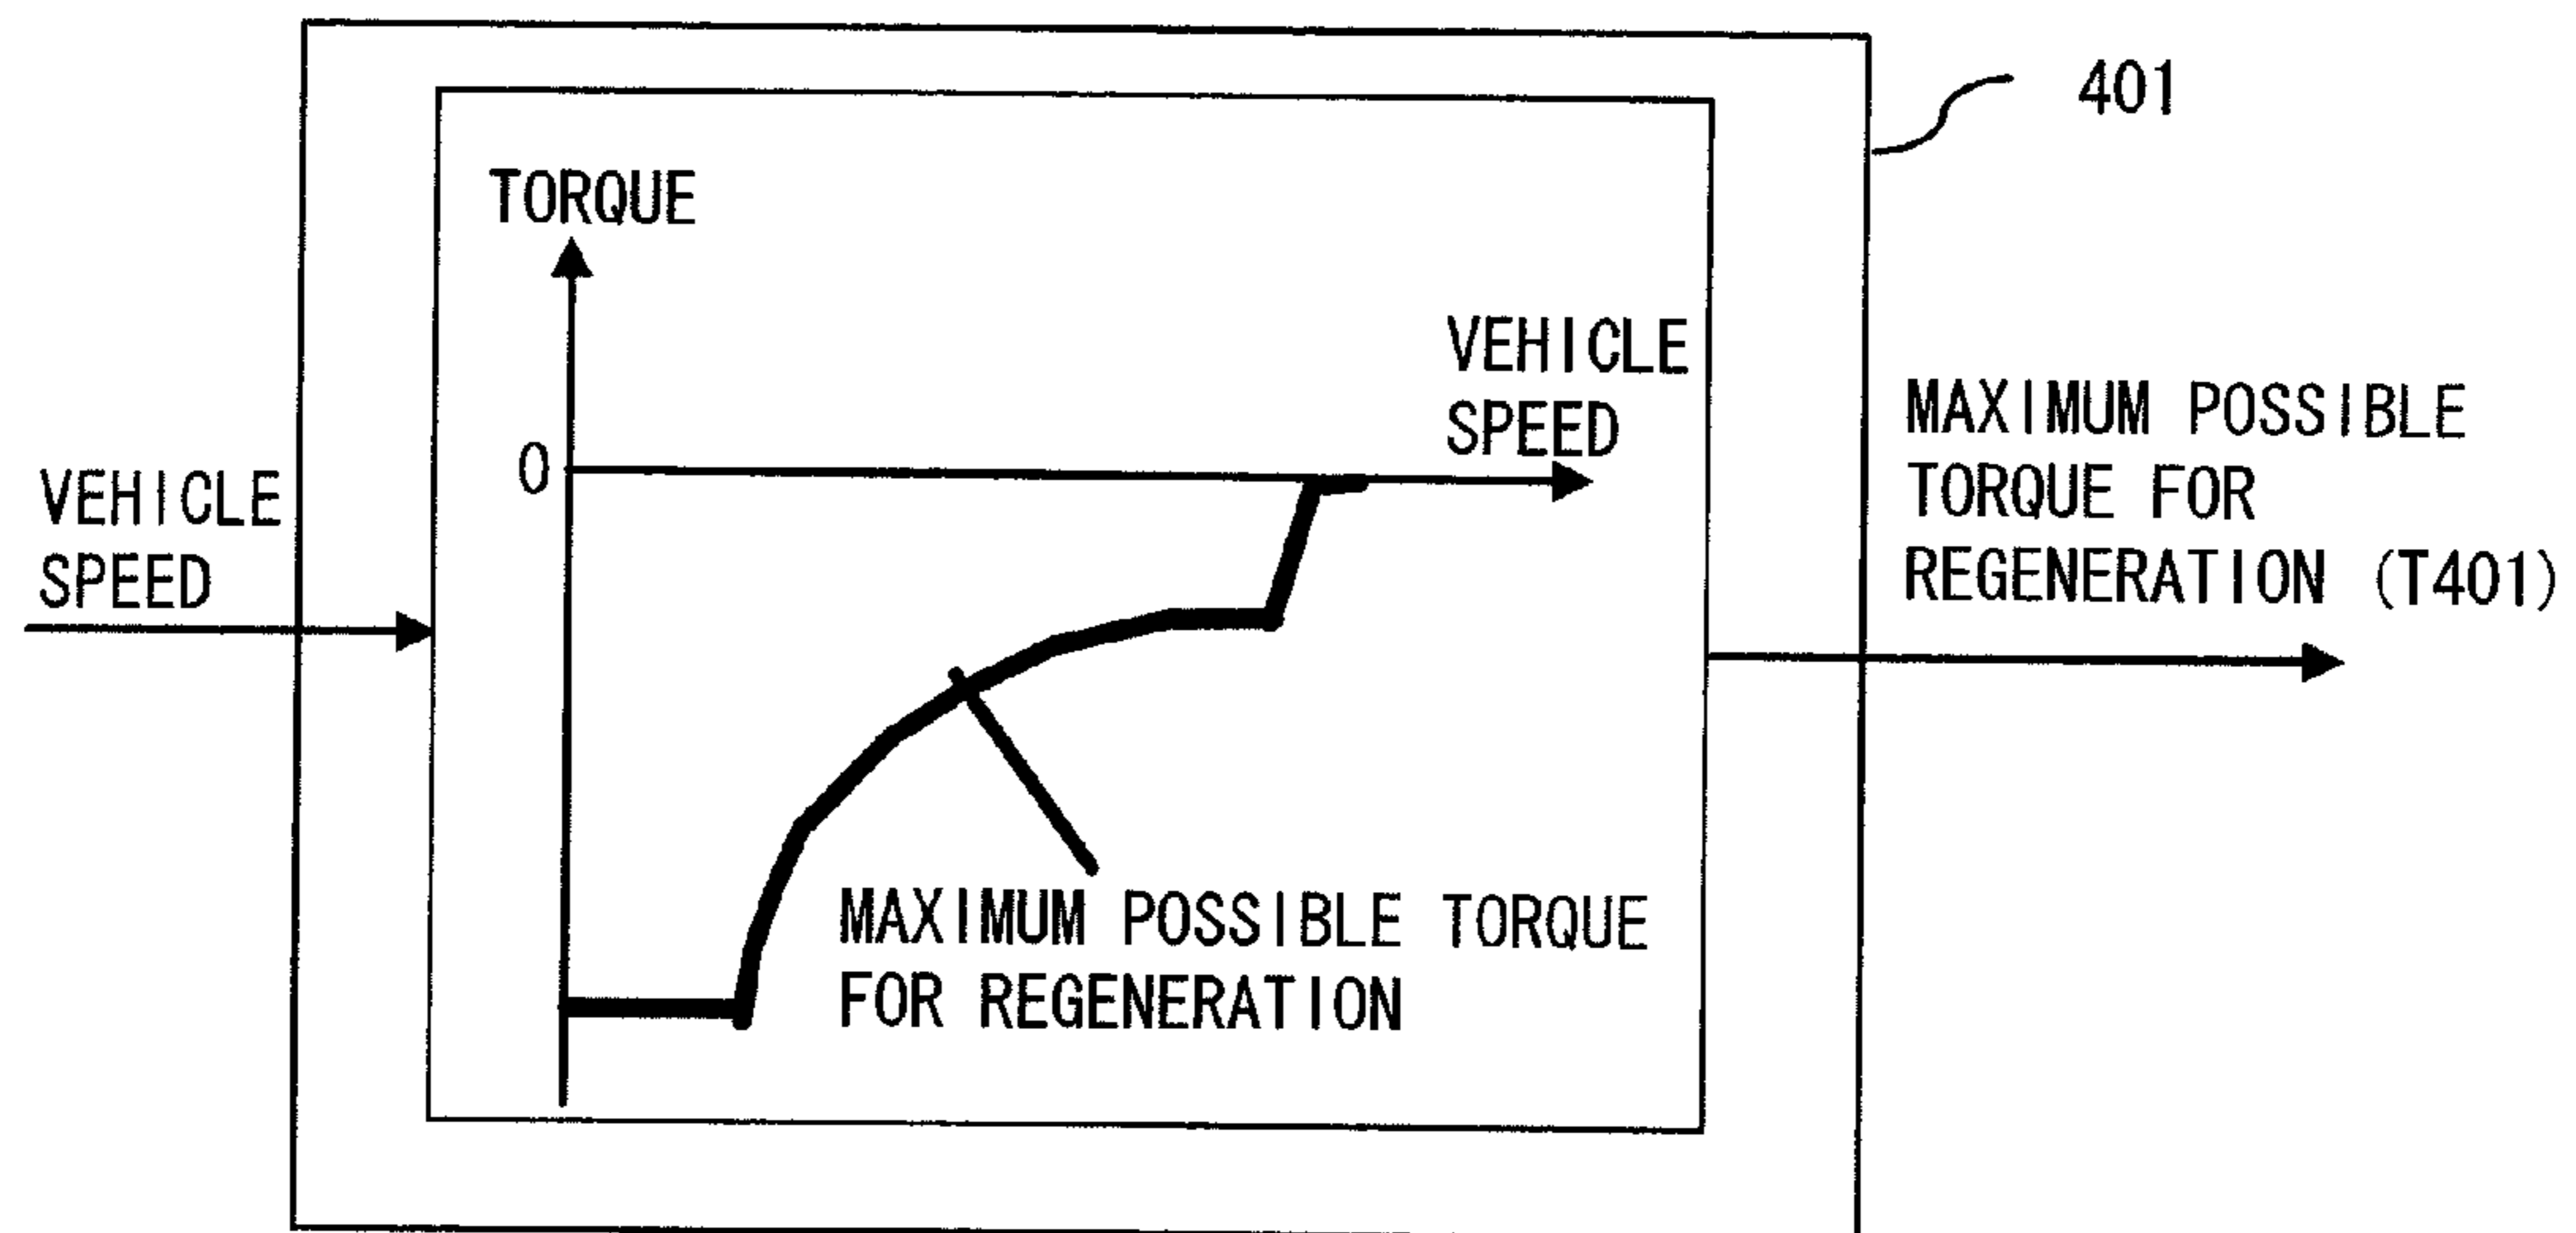 401
TORQUE
VEHICLE
SPEED
0
VEHICLE
SPEED
MAXIMUM POSSIBLE
TORQUE FOR
REGENERATION (T401)
MAXIMUM POSSIBLE TORQUE
FOR REGENERATION